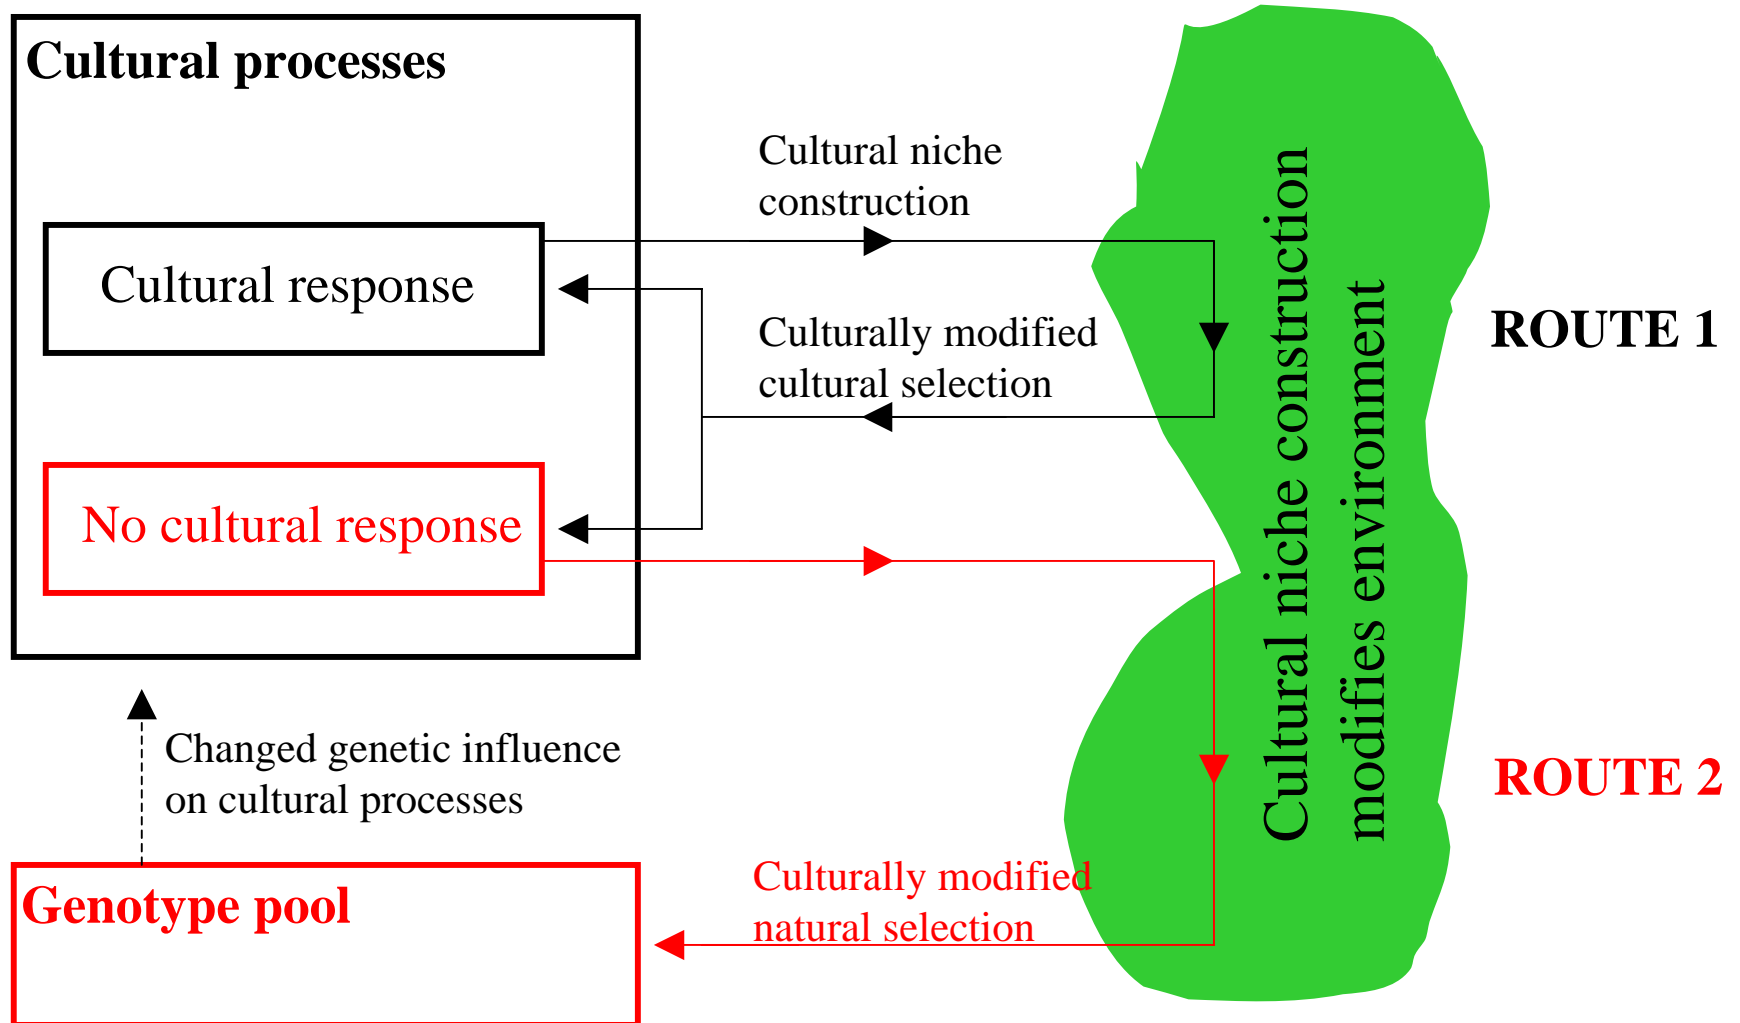 Cultural processes
Cultural niche
construction
Cultural response
Culturally modified
cultural selection
No cultural response
Cultural niche construction
modifies environment
ROUTE 1
ROUTE 2
Changed genetic influence
on cultural processes
Culturally modified
natural selection
Genotype pool